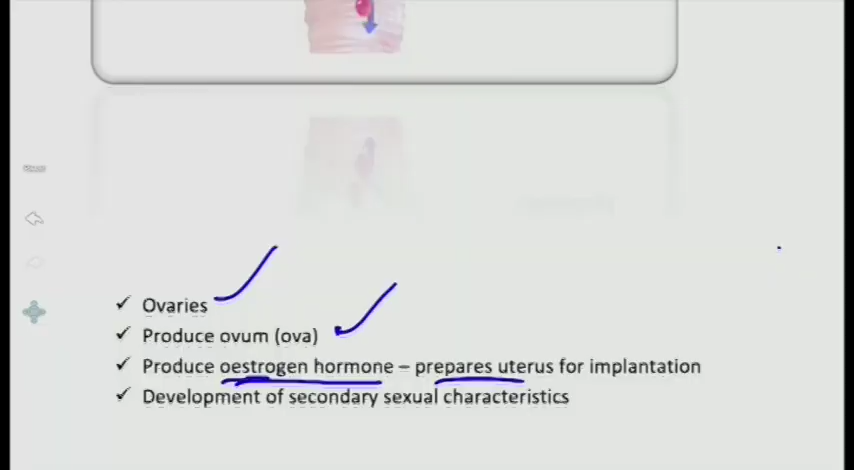 Ovaries
Produce ovum (ova)
Produce oestrogen hormone – prepares uterus for implantation
Development of secondary sexual characteristics